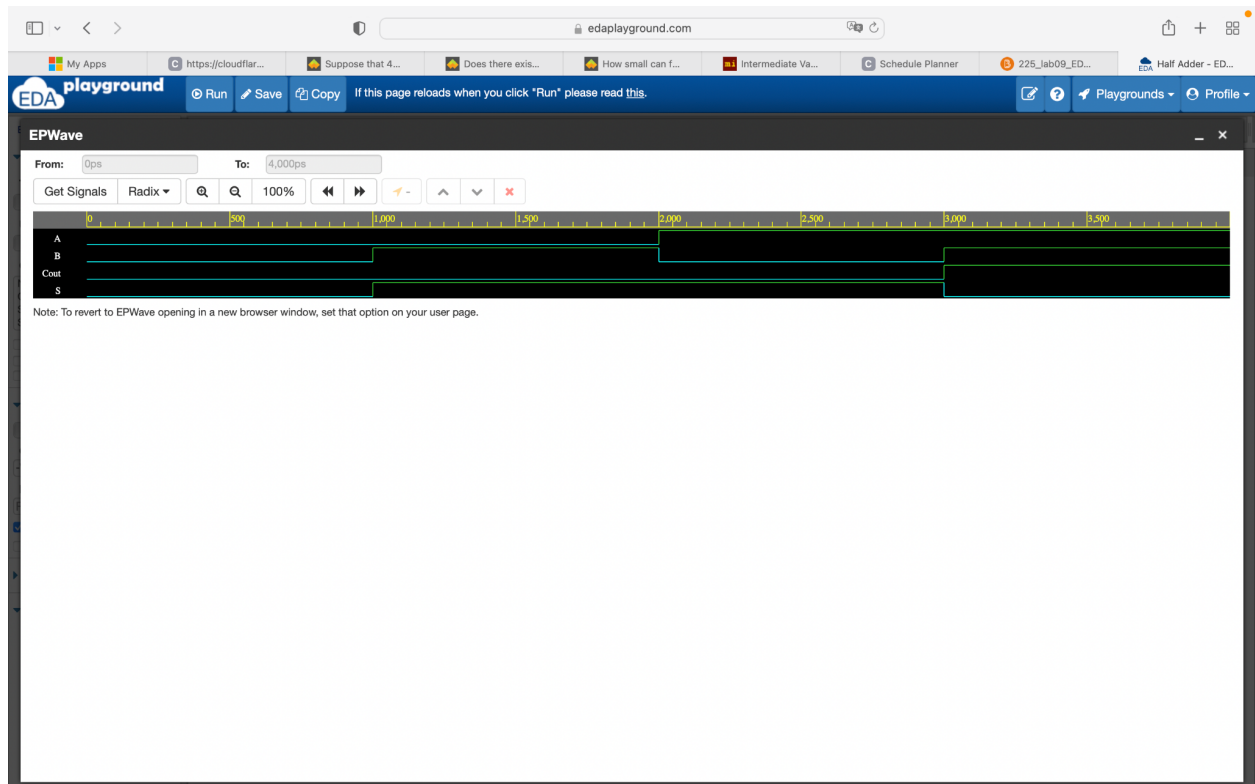 edaplayground.com
My Apps
https://cloudflar...
Suppose that 4...
Does there exis...
How small can f...
Intermediate Va...
Schedule Planner
225_lab09_ED...
Half Adder - ED...
EDA playground
Run
Save
Copy
If this page reloads when you click "Run" please read this.
Playgrounds
Profile
EPWave
From: 0ps To: 4,000ps
Get Signals
Radix
100%
0 500 1,000 1,500 2,000 2,500 3,000 3,500
A
B
Cout
S
Note: To revert to EPWave opening in a new browser window, set that option on your user page.